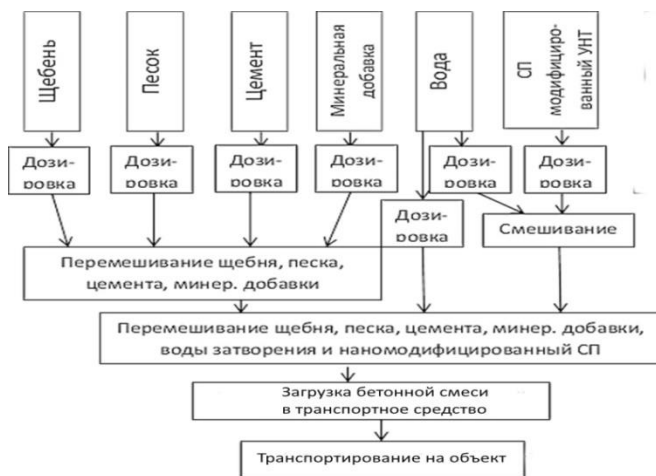 Щебень
Песок
Цемент
Минеральная
добавка
Вода
СП
модифициро-
ванный УНТ
Дози-
ровка
Дози-
ровка
Дози-
ровка
Дози-
ровка
Дози-
ровка
Дози-
ровка
Дози-
ровка
Смешивание
Перемешивание щебня, песка,
цемента, минер. добавки
Перемешивание щебня, песка, цемента, минер. добавки,
воды затворения и наномодифицированный СП
Загрузка бетонной смеси
в транспортное средство
Транспортирование на объект